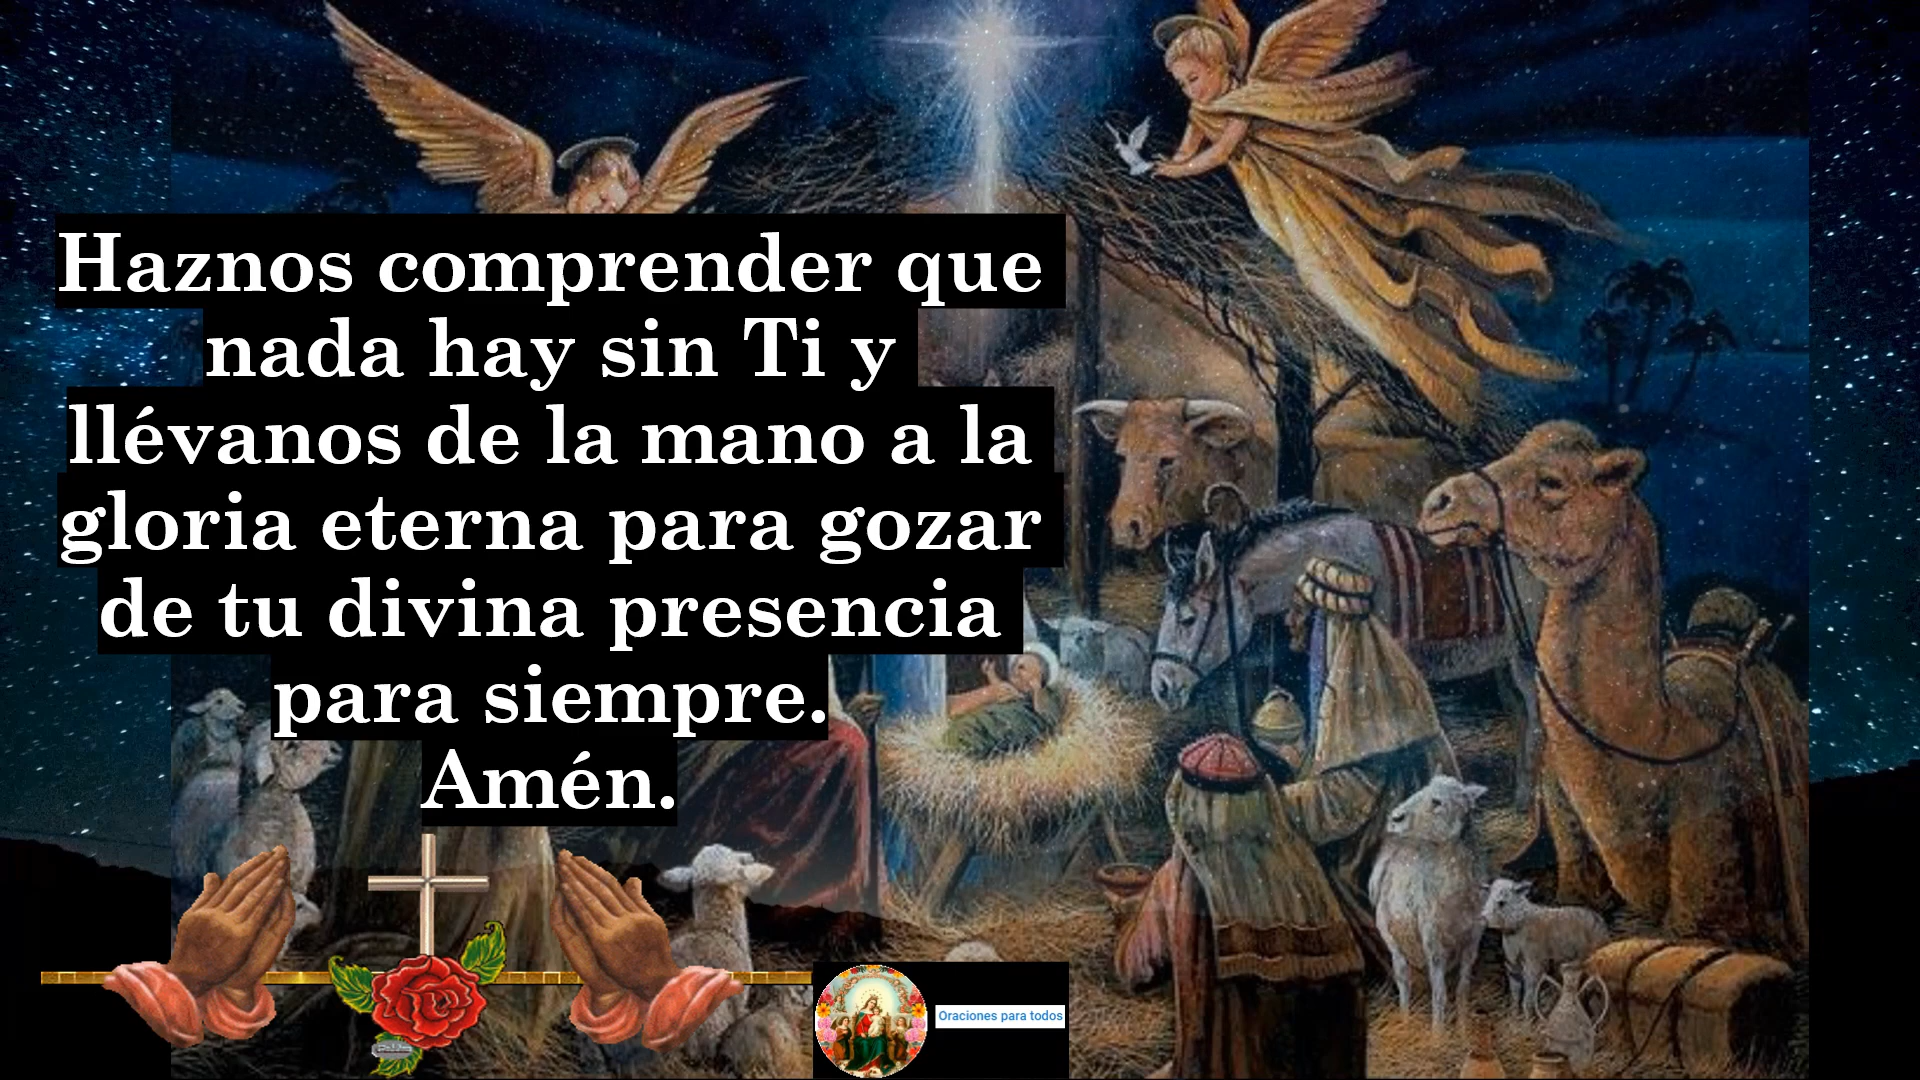 Haznos comprender que
nada hay sin Ti y
llévanos de la mano a la
gloria eterna para gozar
de tu divina presencia
para siempre.
Amén.
Oraciones para todos